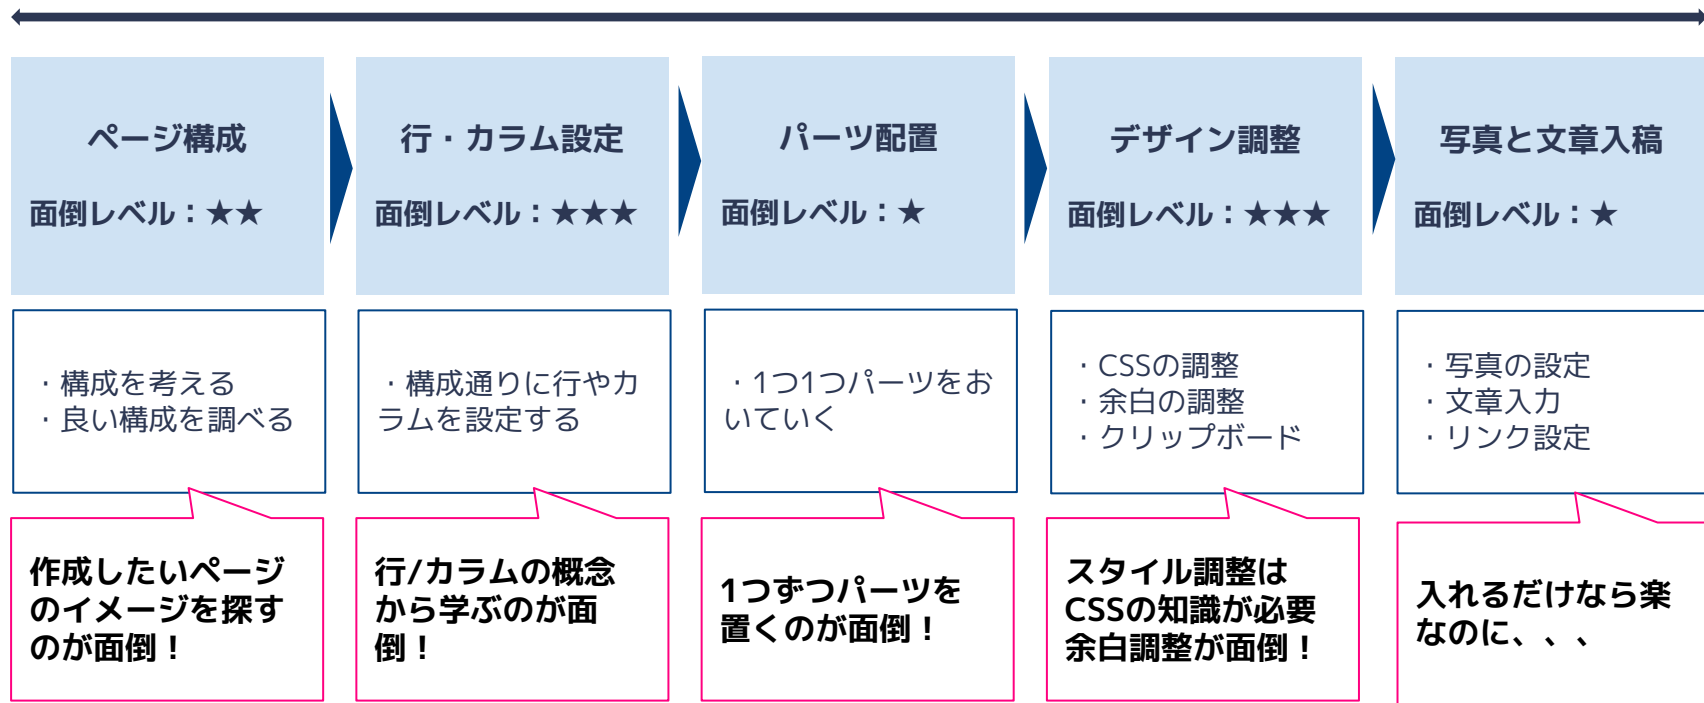 ページ構成
面倒レベル：★★
行・カラム設定
面倒レベル：★★★
パーツ配置
面倒レベル：★
デザイン調整
面倒レベル：★★★
写真と文章入稿
面倒レベル：★
・構成を考える
・良い構成を調べる
・構成通りに行やカ
ラムを設定する
・1つ1つパーツをお
いていく
・CSSの調整
・余白の調整
・クリップボード
・写真の設定
・文章入力
・リンク設定
作成したいページ
のイメージを探す
のが面倒！
行/カラムの概念
から学ぶのが面
倒！
1つずつパーツを
置くのが面倒！
スタイル調整は
CSSの知識が必要
余白調整が面倒！
入れるだけなら楽
なのに、、、